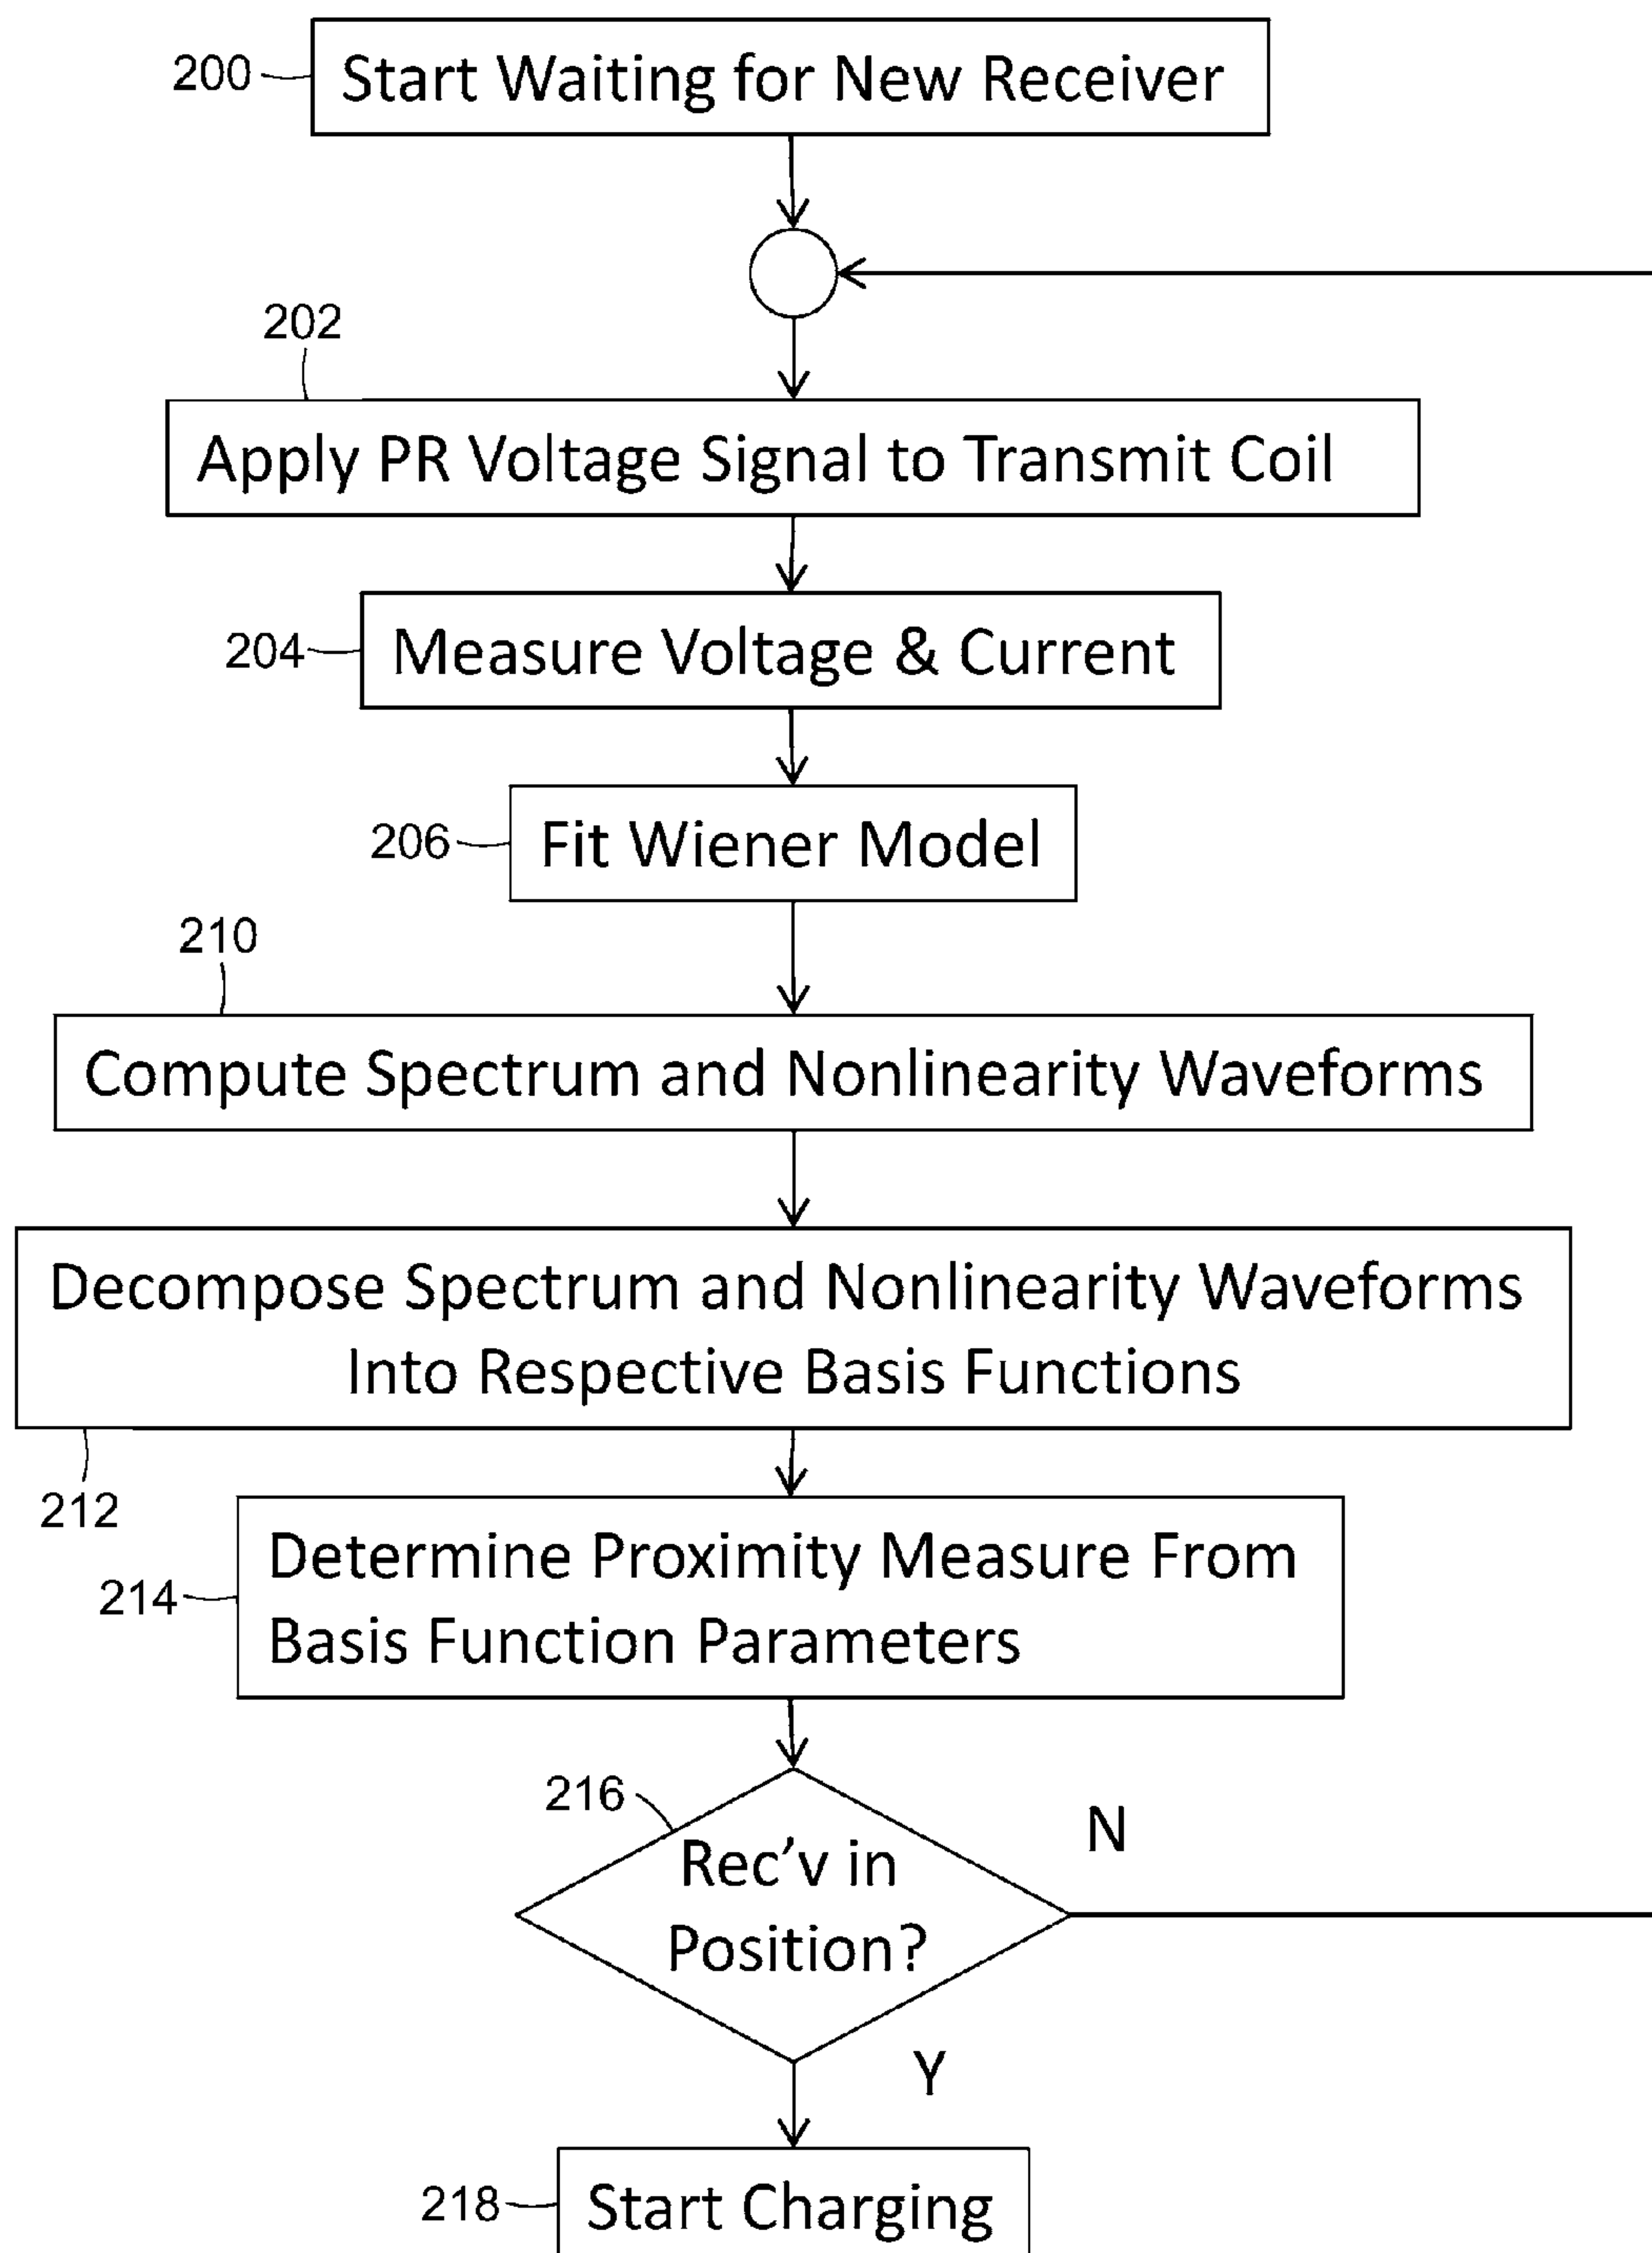 200
Start Waiting for New Receiver
202
Apply PR Voltage Signal to Transmit Coil
204
Measure Voltage & Current
206
Fit Wiener Model
210
Compute Spectrum and Nonlinearity Waveforms
Decompose Spectrum and Nonlinearity Waveforms
Into Respective Basis Functions
212
Determine Proximity Measure From
214
Basis Function Parameters
216
N
Rec’v in
Position?
Y
218
Start Charging